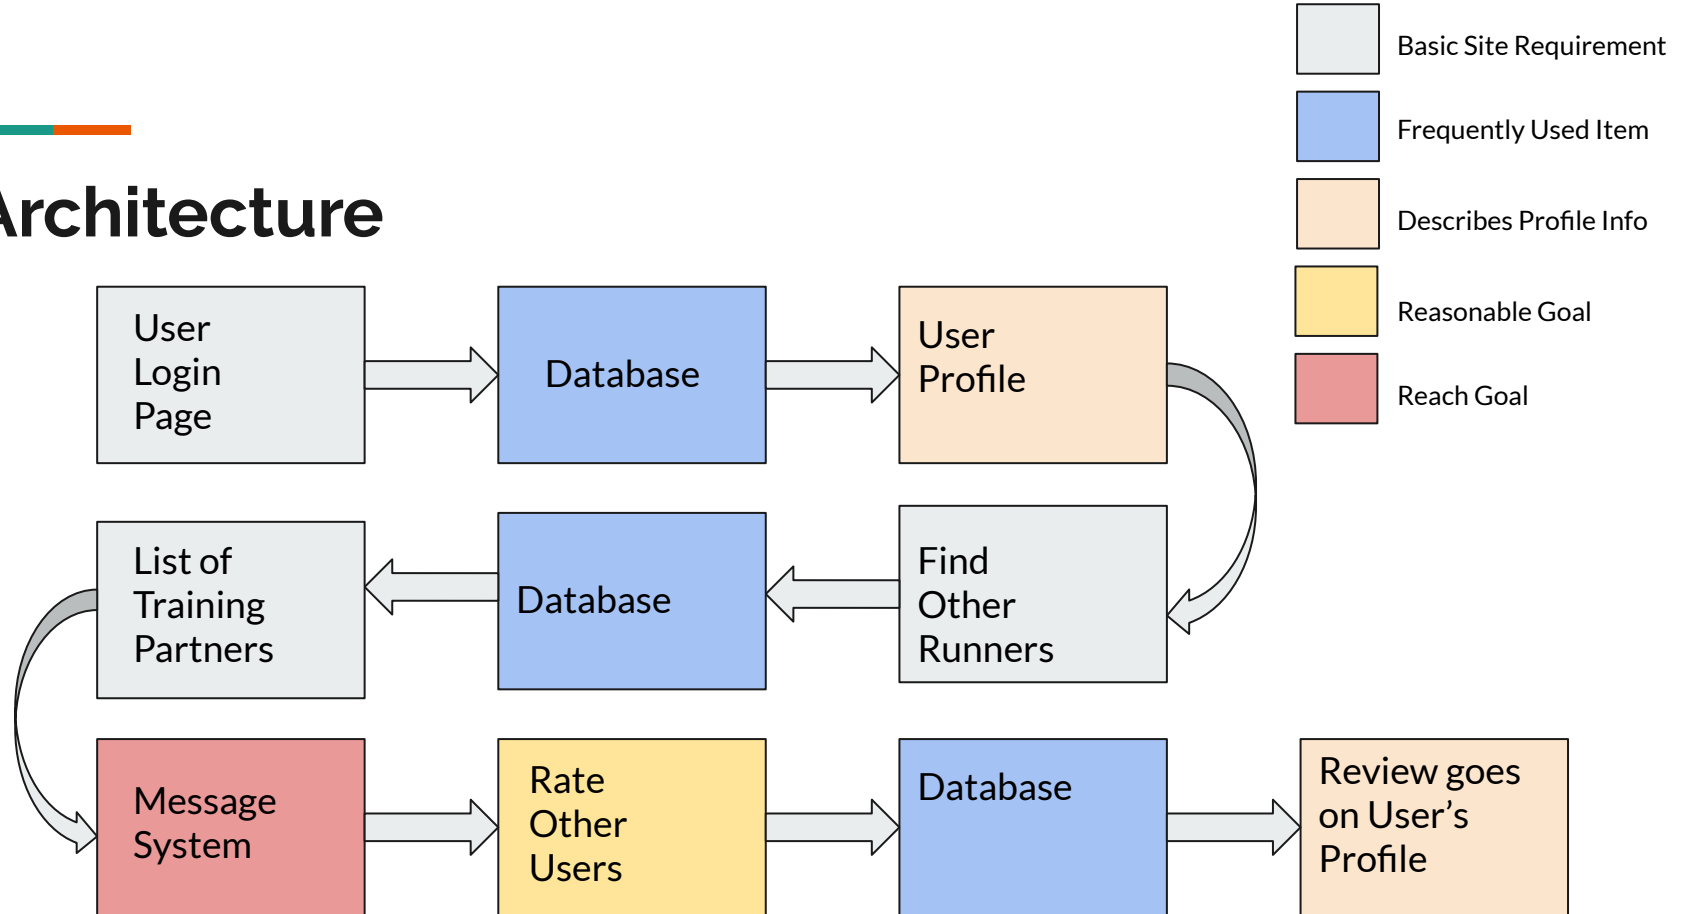 Basic Site Requirement
Frequently Used Item
Describes Profile Info
Reasonable Goal
Reach Goal
Architecture
User
Login
Page
Database
User
Profile
List of
Training
Partners
Database
Find
Other
Runners
Message
System
Rate
Other
Users
Database
Review goes
on User’s
Profile